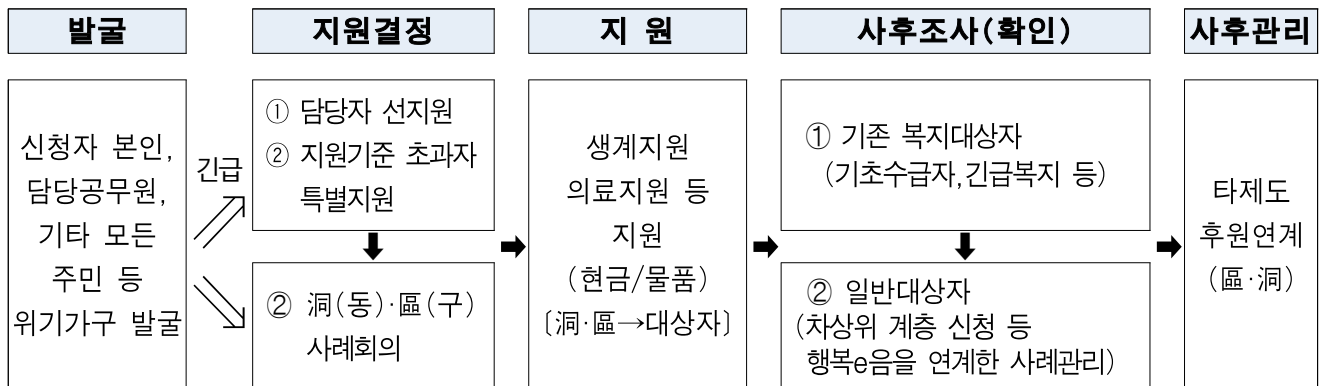 발굴
지원결정
지 원
사후조사(확인)
사후관리
신청자 본인,
담당공무원,
기타 모든
주민 등
위기가구 발굴
긴급
① 담당자 선지원
② 지원기준 초과자
특별지원
② 洞(동)·區(구)
사례회의
생계지원
의료지원 등
지원
(현금/물품)
〔洞·區→대상자〕
① 기존 복지대상자
(기초수급자,긴급복지 등)
② 일반대상자
(차상위 계층 신청 등
행복e음을 연계한 사례관리)
타제도
후원연계
(區·洞)